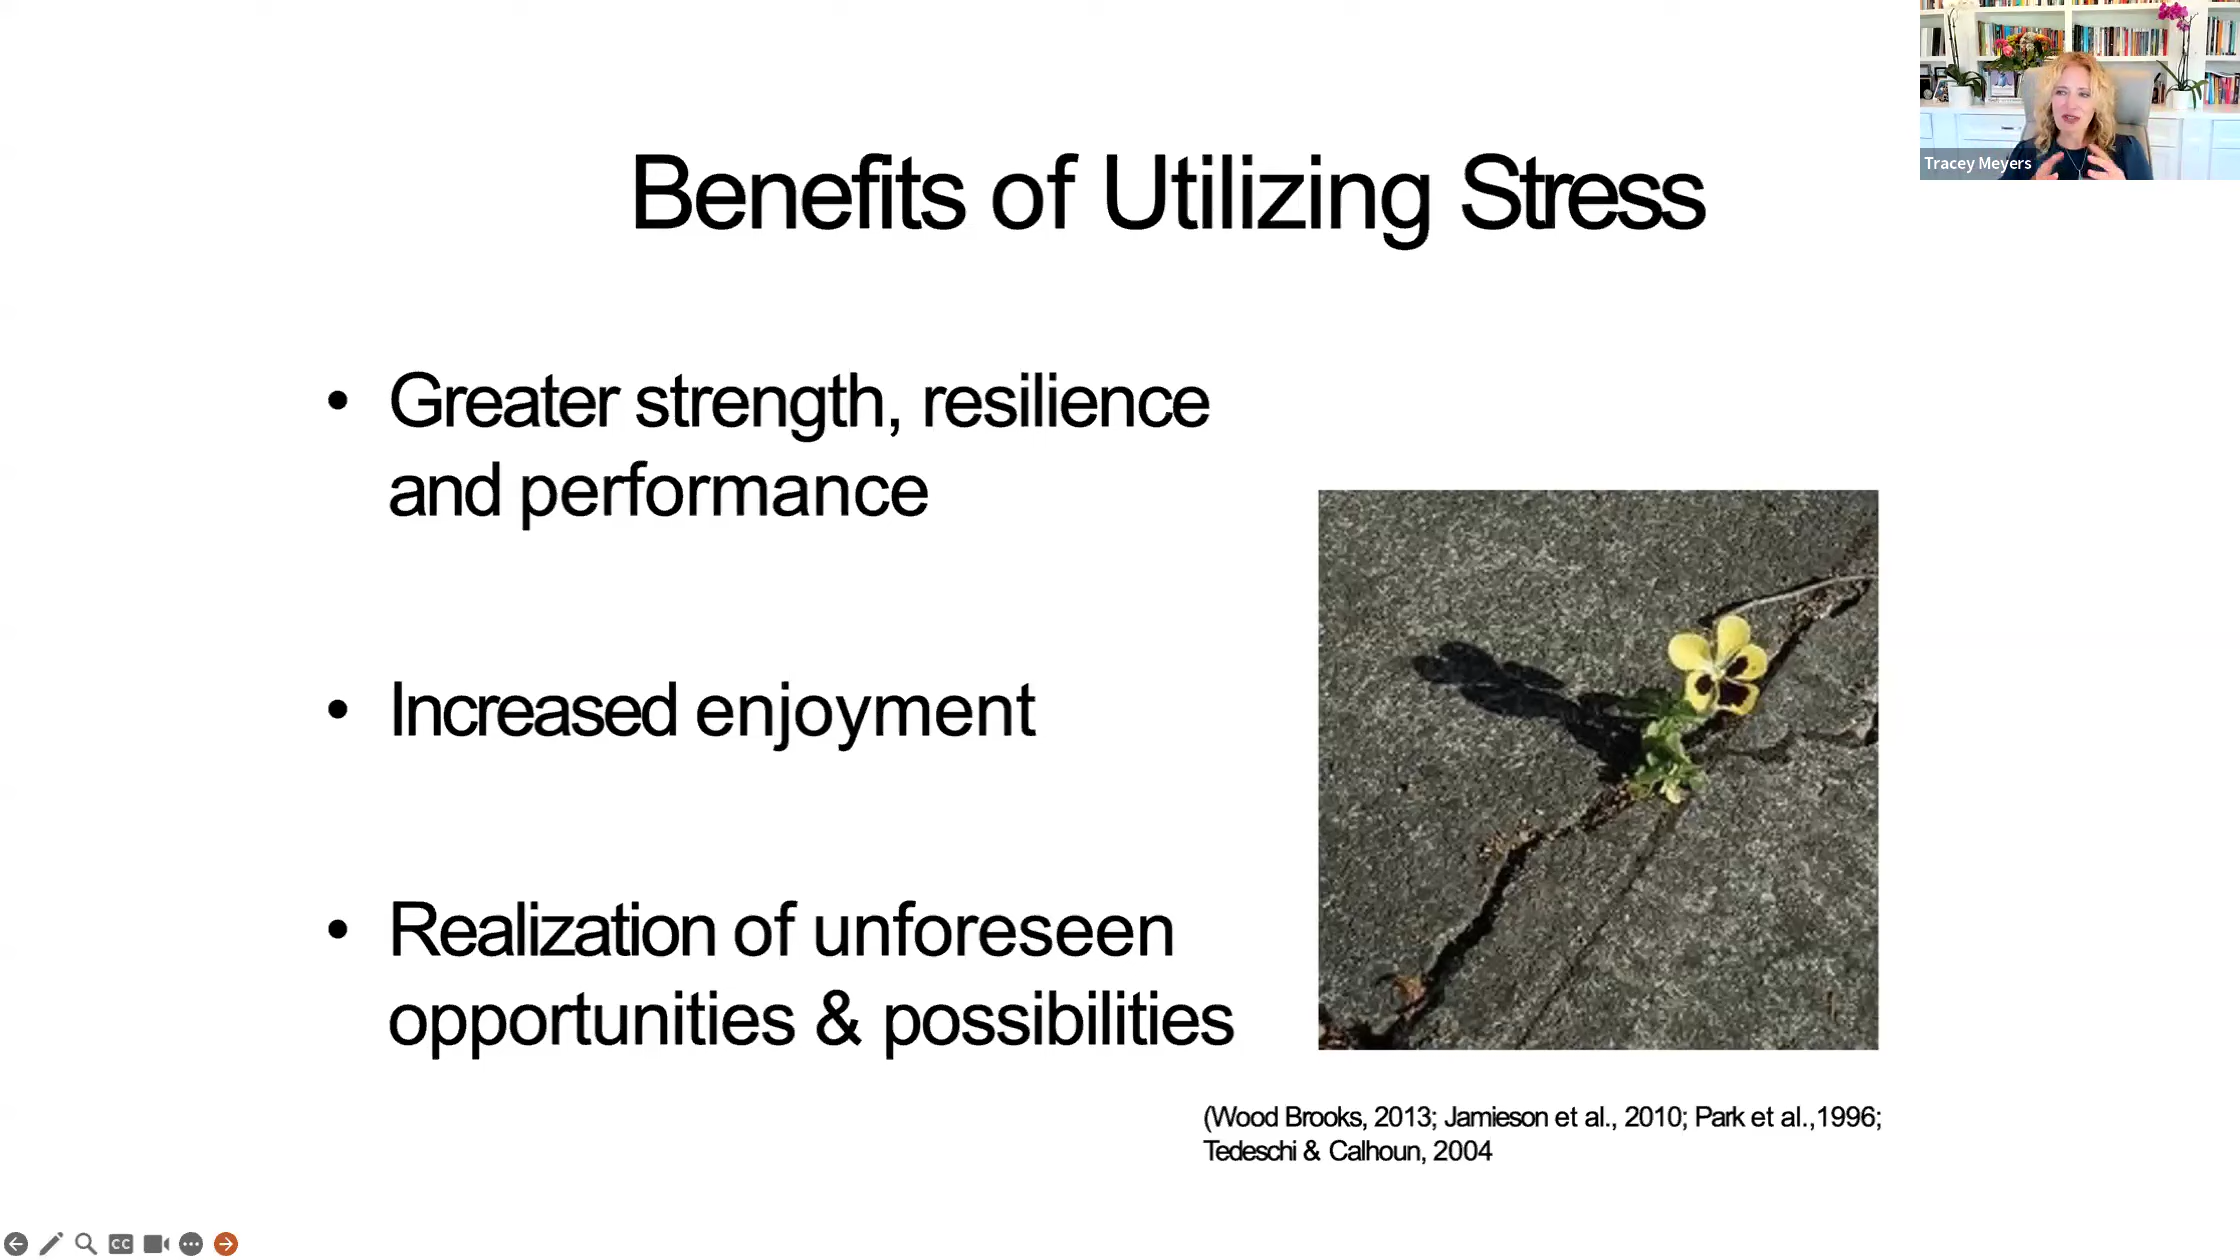 Benefits of Utilizing Stress
Tracey Meyers
• Greater strength, resilience
and performance
• Increased enjoyment
• Realization of unforeseen
opportunities & possibilities
(Wood Brooks, 2013; Jamieson et al., 2010; Park et al.,1996;
Tedeschi & Calhoun, 2004
CC